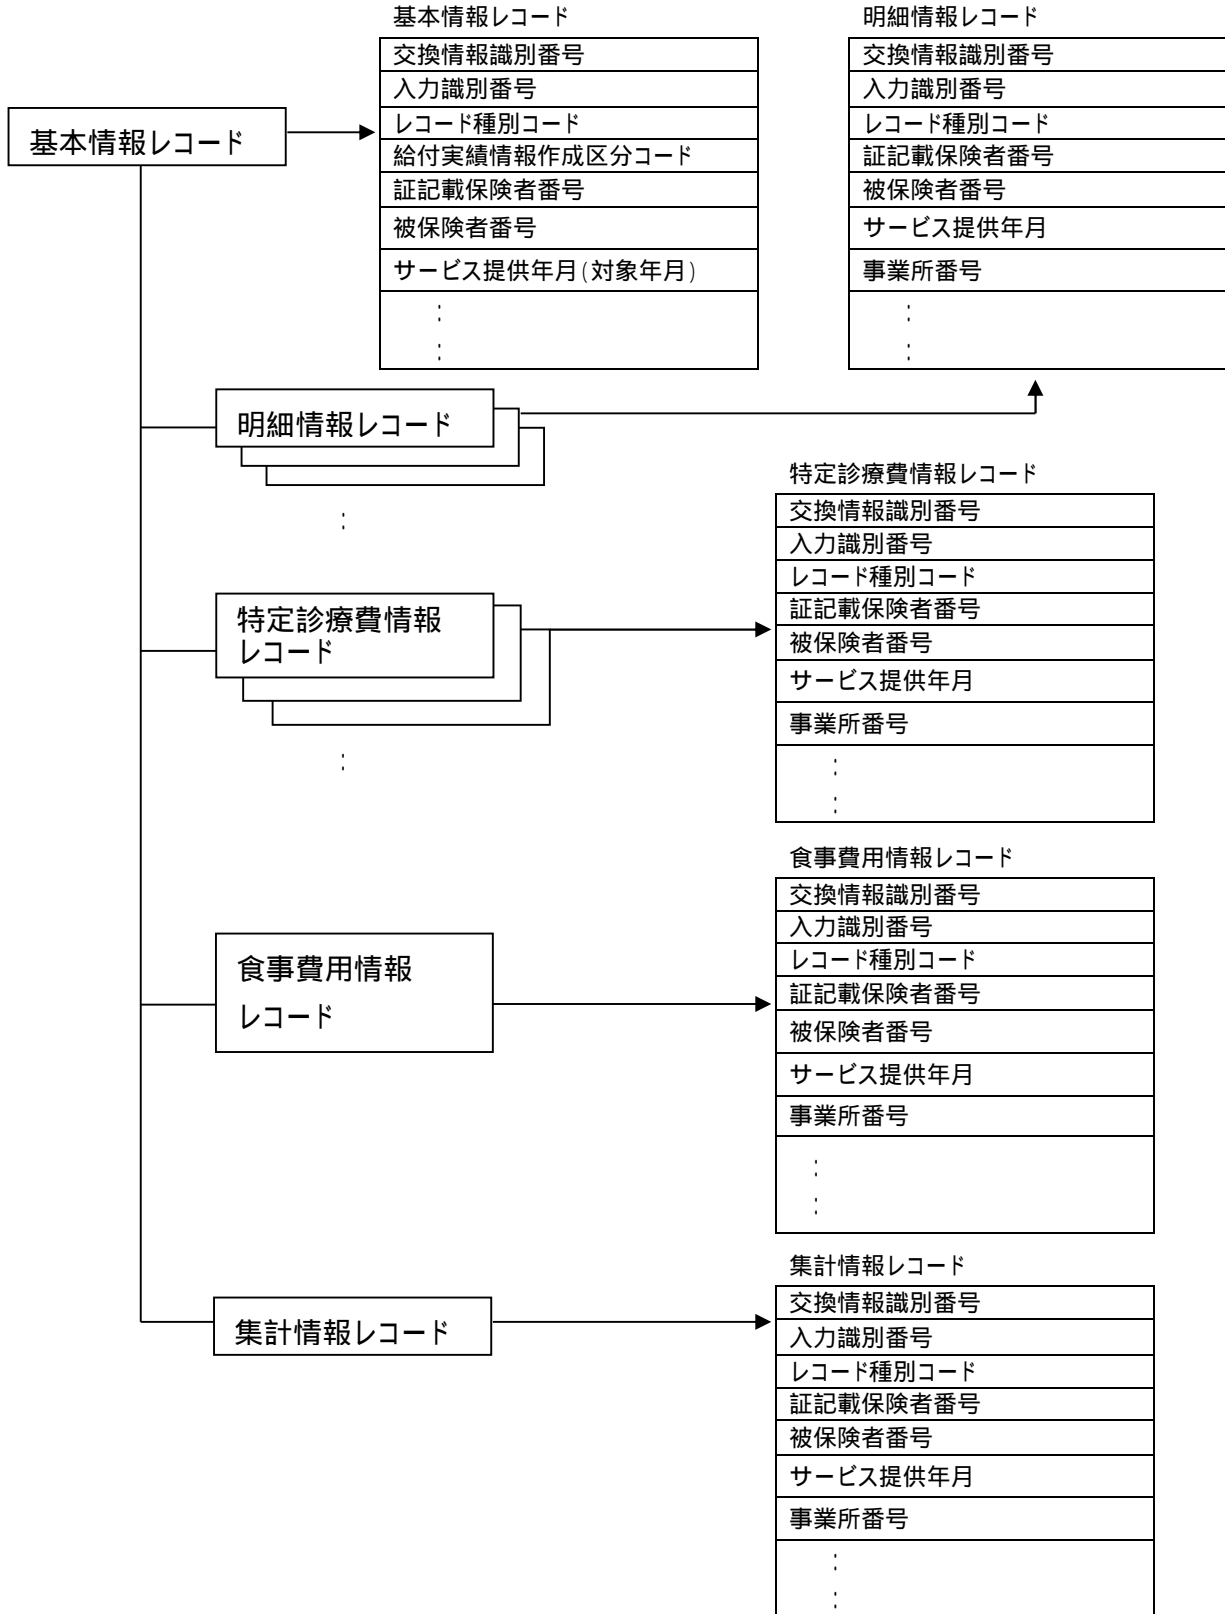 基本情報レコード
交換情報識別番号
入力識別番号
レコード種別コード
給付実績情報作成区分コード
証記載保険者番号
被保険者番号
サービス提供年月(対象年月)
:
:
明細情報レコード
交換情報識別番号
入力識別番号
レコード種別コード
証記載保険者番号
被保険者番号
サービス提供年月
事業所番号
:
:
基本情報レコード
明細情報レコード
:
特定診療費情報レコード
交換情報識別番号
入力識別番号
レコード種別コード
証記載保険者番号
被保険者番号
サービス提供年月
事業所番号
:
:
特定診療費情報
レコード
:
食事費用情報レコード
交換情報識別番号
入力識別番号
レコード種別コード
証記載保険者番号
被保険者番号
サービス提供年月
事業所番号
:
:
食事費用情報
レコード
集計情報レコード
交換情報識別番号
入力識別番号
レコード種別コード
証記載保険者番号
被保険者番号
サービス提供年月
事業所番号
:
:
集計情報レコード